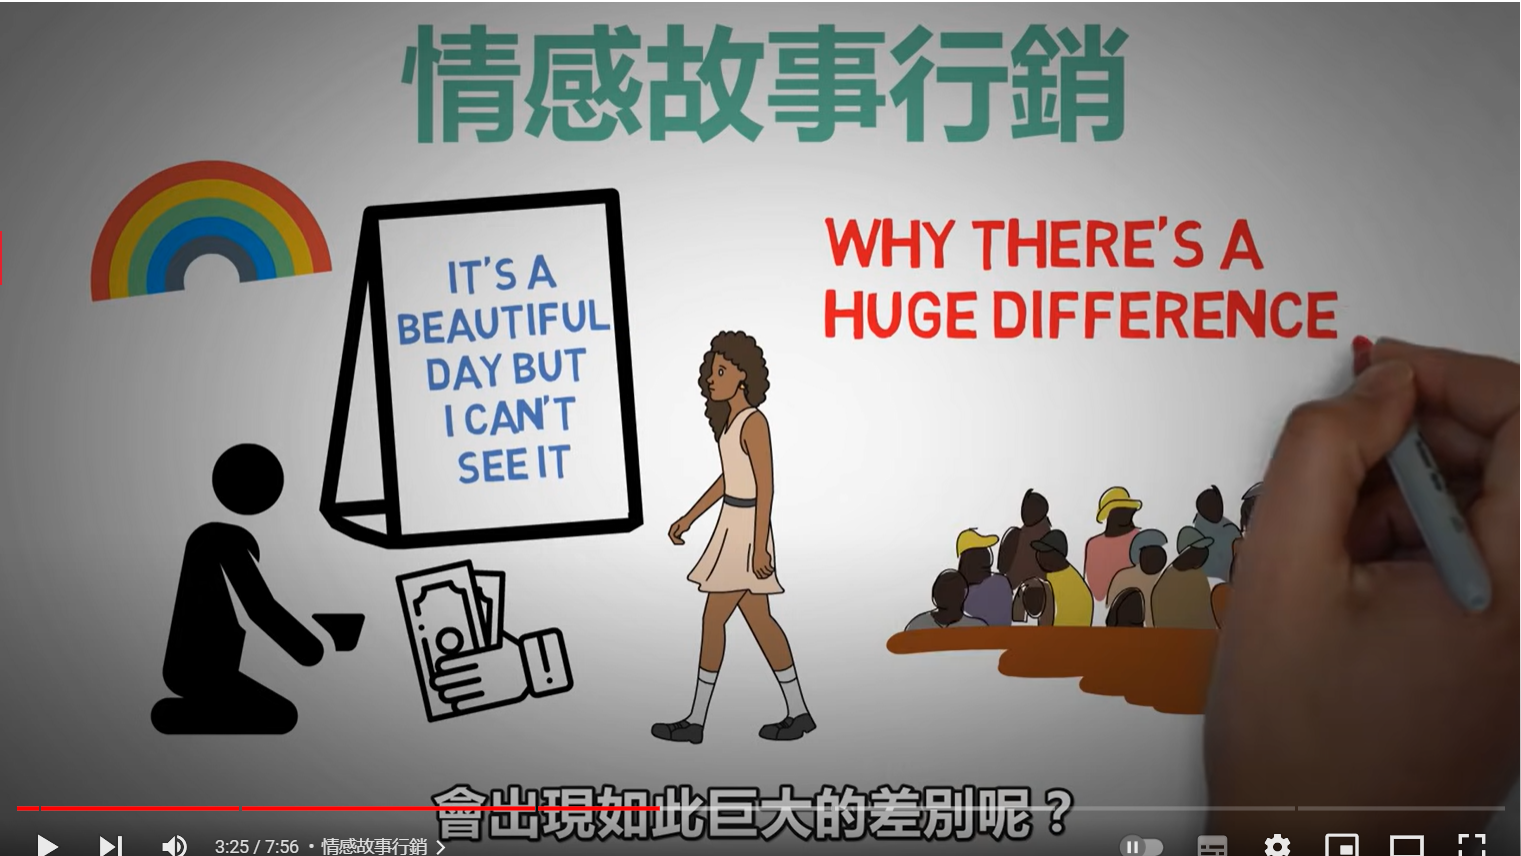 情感故事行銷
IT'S A
BEAUTIFUL
DAY BUT
I CAN'T
SEE IT
WHY THERE'S A
HUGE DIFFERENCE
會出現如此巨大的差別呢？
3:25 / 7:56 • 情感故事行銷